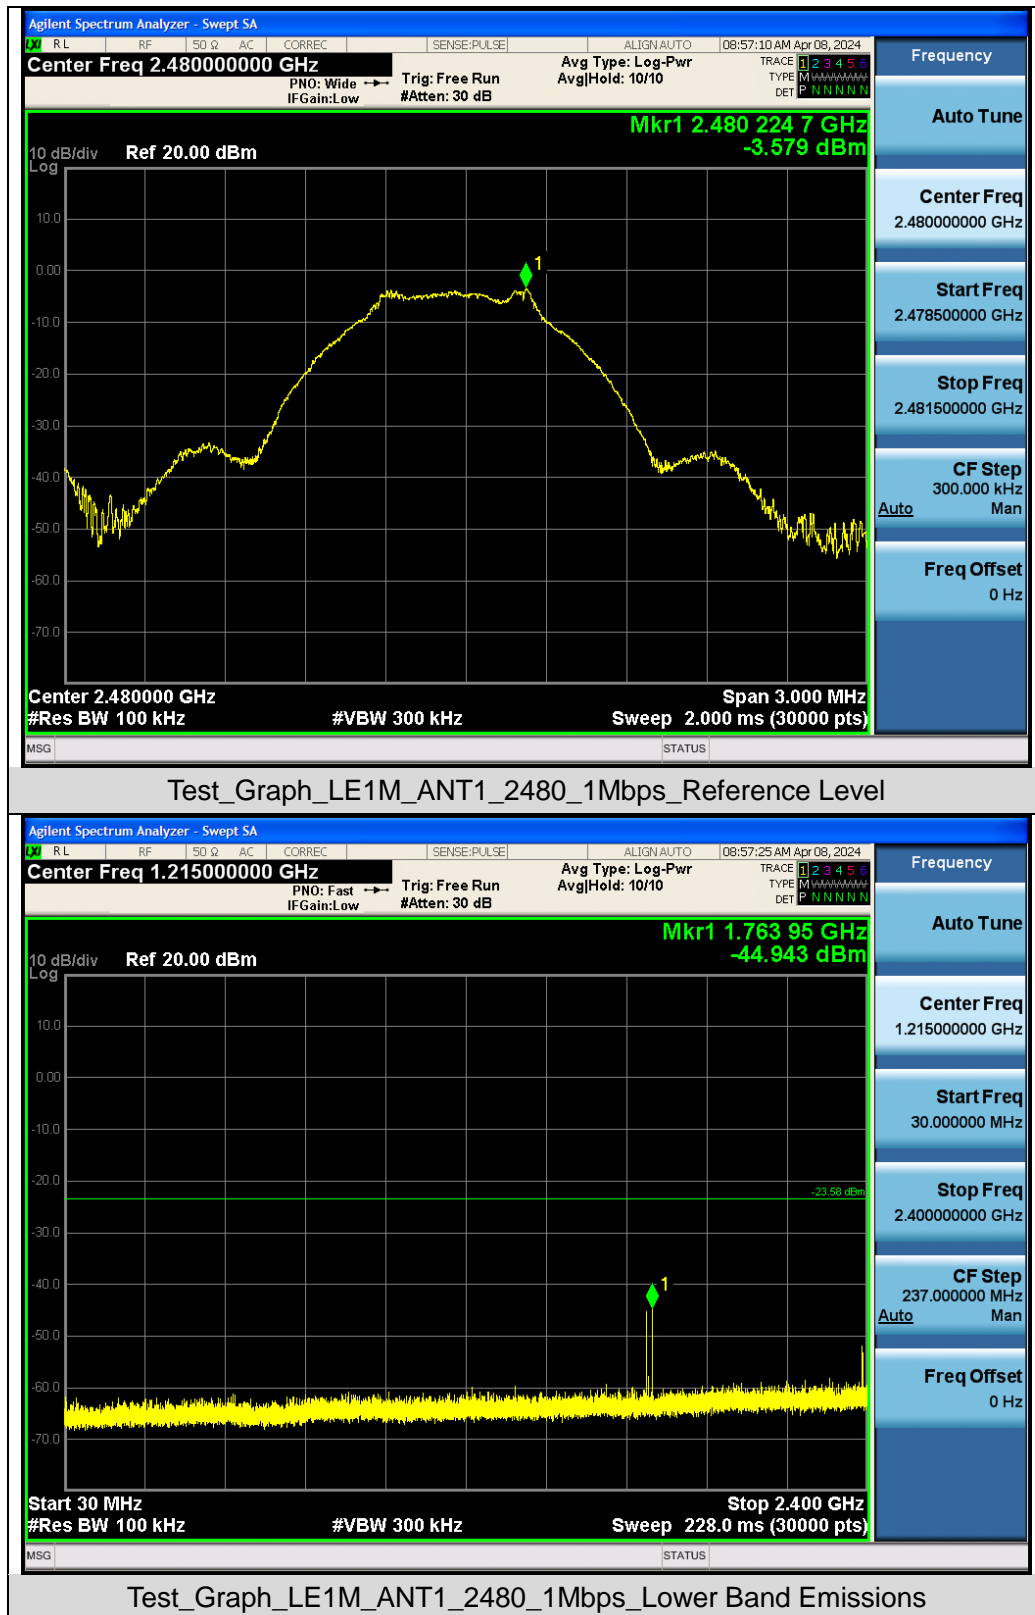 Agilent Spectrum Analyzer - Swept SA
LXI RL RF 50 Ω AC CORREC SENSE:PULSE ALIGN AUTO 08:57:10 AM Apr 08, 2024
Center Freq 2.480000000 GHz
PNO: Wide
IFGain:Low
Trig: Free Run
#Atten: 30 dB
Avg Type: Log-Pwr
Avg|Hold: 10/10
TRACE 1 2 3 4 5 6
TYPE M WWWWW
DET P N N N N N
Mkr1 2.480 224 7 GHz
-3.579 dBm
10 dB/div Ref 20.00 dBm
Log
10.0
0.00
-10.0
-20.0
-30.0
-40.0
-50.0
-60.0
-70.0
1
Center 2.480000 GHz Span 3.000 MHz
#Res BW 100 kHz #VBW 300 kHz Sweep 2.000 ms (30000 pts)
MSG STATUS
Frequency
Auto Tune
Center Freq
2.480000000 GHz
Start Freq
2.478500000 GHz
Stop Freq
2.481500000 GHz
CF Step
300.000 kHz
Auto Man
Freq Offset
0 Hz
Test_Graph_LE1M_ANT1_2480_1Mbps_Reference Level
Agilent Spectrum Analyzer - Swept SA
LXI RL RF 50 Ω AC CORREC SENSE:PULSE ALIGN AUTO 08:57:25 AM Apr 08, 2024
Center Freq 1.215000000 GHz
PNO: Fast
IFGain:Low
Trig: Free Run
#Atten: 30 dB
Avg Type: Log-Pwr
Avg|Hold: 10/10
TRACE 1 2 3 4 5 6
TYPE M WWWWW
DET P N N N N N
Mkr1 1.763 95 GHz
-44.943 dBm
10 dB/div Ref 20.00 dBm
Log
10.0
0.00
-10.0
-20.0
-30.0
-40.0
-50.0
-60.0
-70.0
-23.58 dBm
1
Start 30 MHz Stop 2.400 GHz
#Res BW 100 kHz #VBW 300 kHz Sweep 228.0 ms (30000 pts)
MSG STATUS
Frequency
Auto Tune
Center Freq
1.215000000 GHz
Start Freq
30.000000 MHz
Stop Freq
2.400000000 GHz
CF Step
237.000000 MHz
Auto Man
Freq Offset
0 Hz
Test_Graph_LE1M_ANT1_2480_1Mbps_Lower Band Emissions